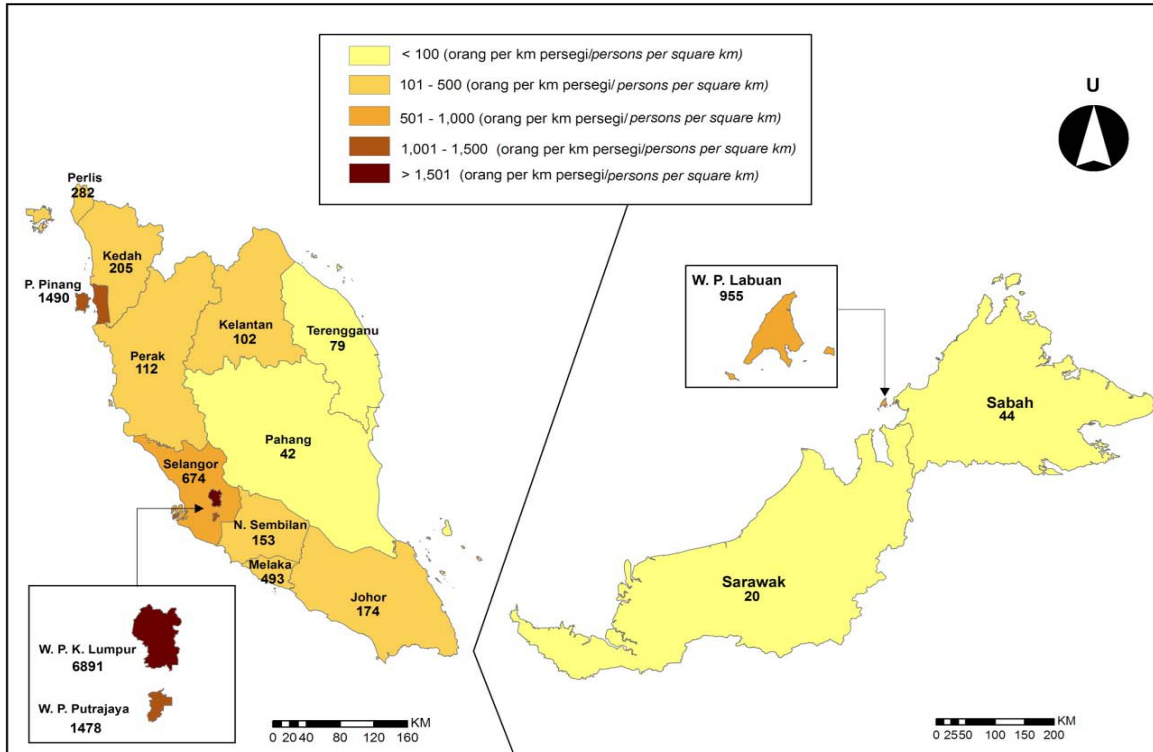 < 100 (orang per km persegi/persons per square km)
101 - 500 (orang per km persegi/persons per square km)
501 - 1,000 (orang per km persegi/persons per square km)
1,001 - 1,500 (orang per km persegi/persons per square km)
> 1,501 (orang per km persegi/persons per square km)
U
Perlis
282
Kedah
205
P. Pinang
1490
Kelantan
102
Terengganu
79
Perak
112
Pahang
42
Selangor
674
N. Sembilan
153
Melaka
493
Johor
174
W. P. K. Lumpur
6891
W. P. Putrajaya
1478
KM
0 20 40 80 120 160
W. P. Labuan
955
Sabah
44
Sarawak
20
KM
0 25 50 100 150 200